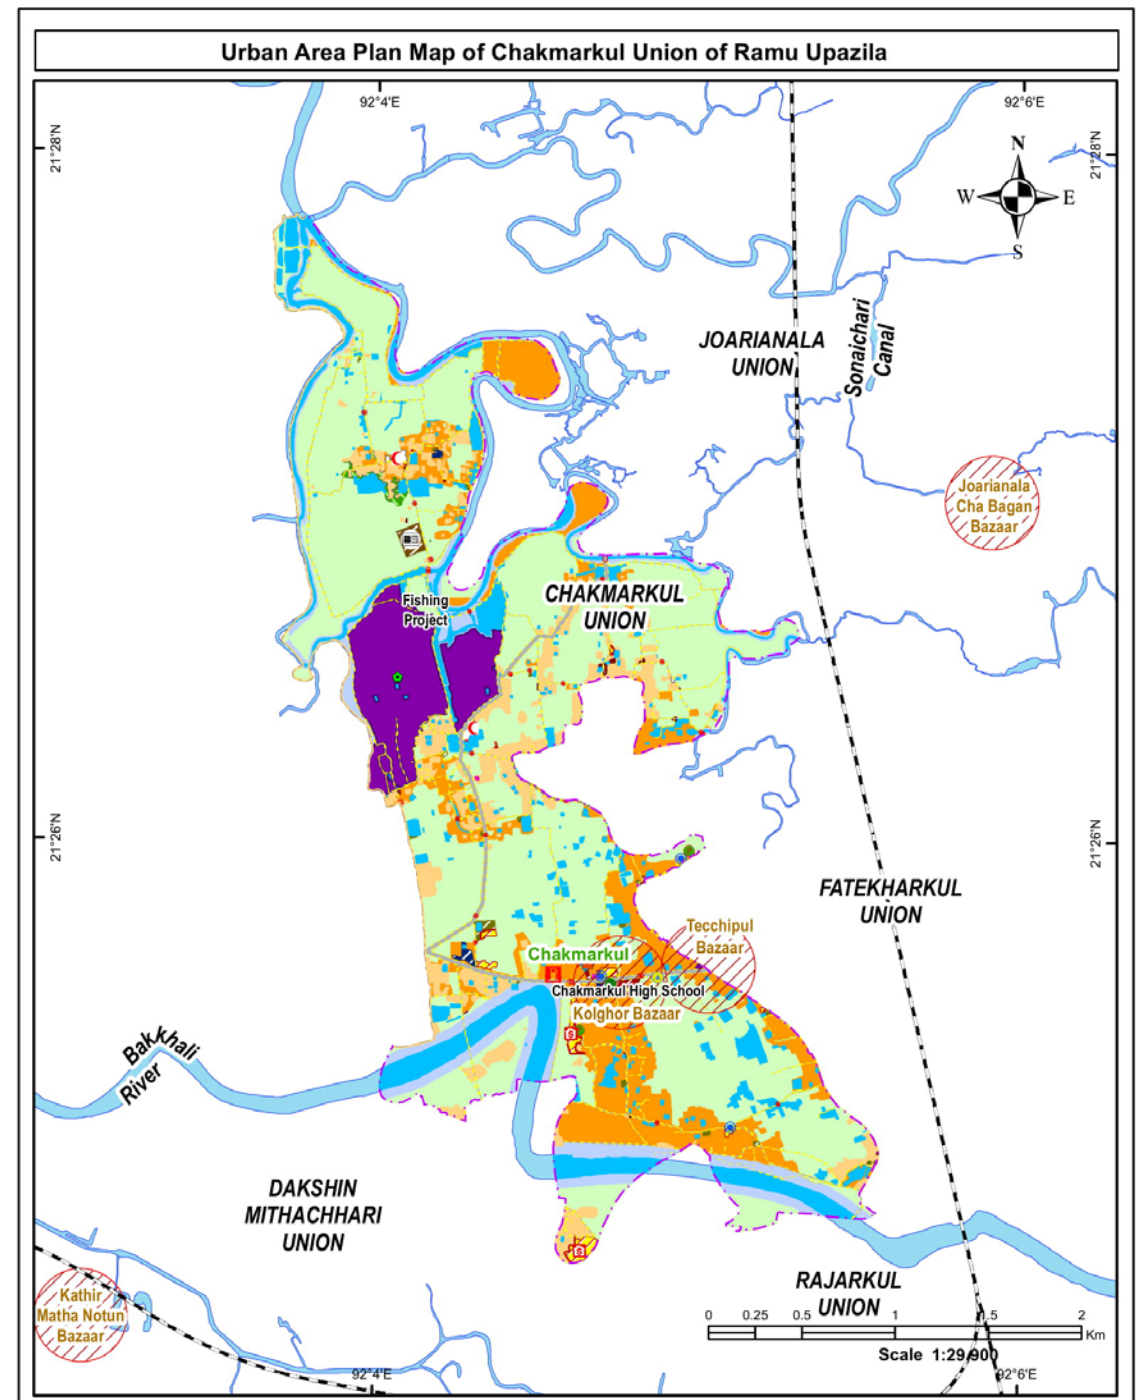 Urban Area Plan Map of Chakmarkul Union of Ramu Upazila
92°4'E
92°6'E
21°28'N
21°28'N
N
W
E
S
JOARIANALA
UNION
Sonaichari
Canal
Joarianala
Cha Bagan
Bazaar
Fishing
Project
CHAKMARKUL
UNION
21°26'N
21°26'N
FATEKHARKUL
UNION
Tecchipul
Bazaar
Chakmarkul
Chakmarkul High School
Kolghor Bazaar
Bakkhali
River
DAKSHIN
MITHACHHARI
UNION
RAJARKUL
UNION
Kathir
Matha Notun
Bazaar
0 0.25 0.5 1 1.5 2
Km
Scale 1:29,900
92°4'E
92°6'E